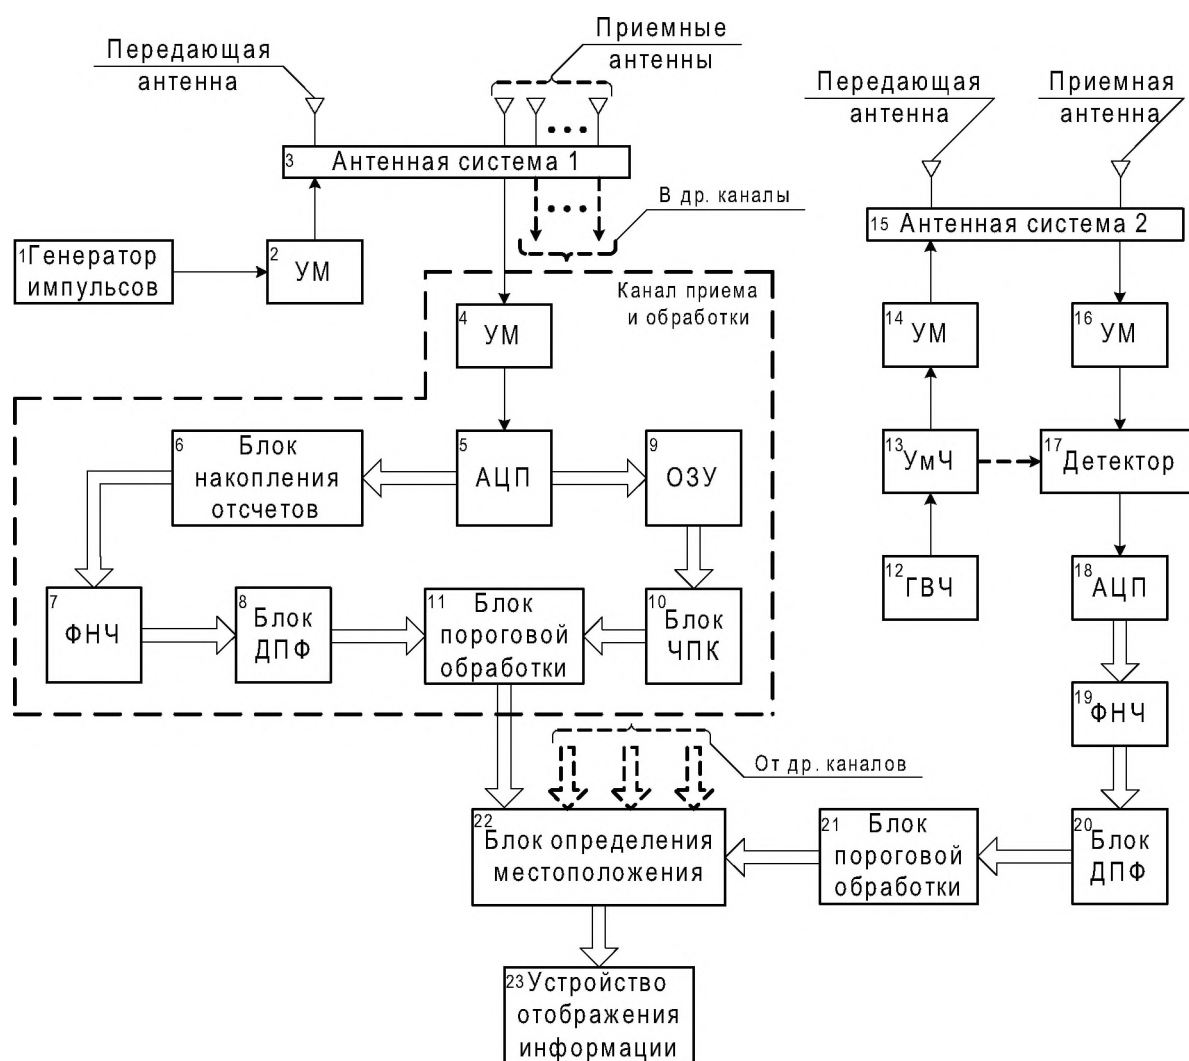 Передающая
антенна
Приемные
антенны
Передающая
антенна
Приемная
антенна
3 Антенная система 1
В др. каналы
15 Антенная система 2
1 Генератор
импульсов
2 УМ
Канал приема
и обработки
4 УМ
14 УМ
16 УМ
6 Блок
накопления
отсчетов
5 АЦП
9 ОЗУ
13 УмЧ
17 Детектор
7 ФНЧ
8 Блок
ДПФ
11 Блок
пороговой
обработки
10 Блок
ЧПК
12 ГВЧ
18 АЦП
19 ФНЧ
От др. каналов
22 Блок определения
местоположения
21 Блок
пороговой
обработки
20 Блок
ДПФ
23 Устройство
отображения
информации